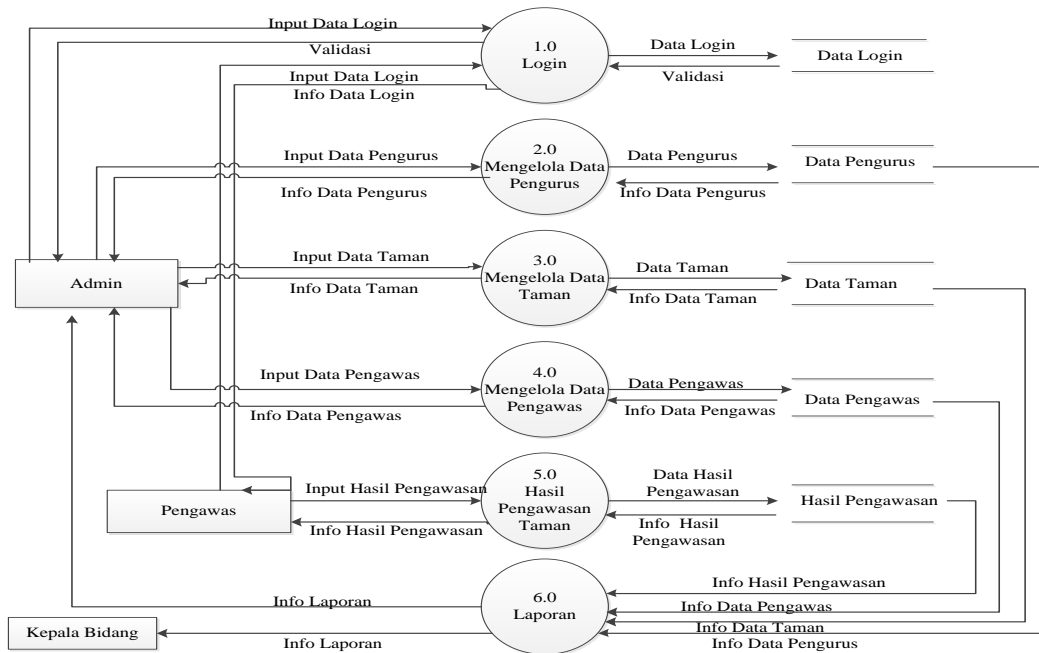 Input Data Login
Validasi
Input Data Login
Info Data Login
1.0
Login
Data Login
Validasi
Data Login
Input Data Pengurus
Info Data Pengurus
2.0
Mengelola Data
Pengurus
Data Pengurus
Info Data Pengurus
Data Pengurus
Admin
Input Data Taman
Info Data Taman
3.0
Mengelola Data
Taman
Data Taman
Info Data Taman
Data Taman
Input Data Pengawas
Info Data Pengawas
4.0
Mengelola Data
Pengawas
Data Pengawas
Info Data Pengawas
Data Pengawas
Pengawas
Input Hasil Pengawasan
Info Hasil Pengawasan
5.0
Hasil
Pengawasan
Taman
Data Hasil
Pengawasan
Info Hasil
Pengawasan
Hasil Pengawasan
Info Laporan
6.0
Laporan
Info Hasil Pengawasan
Info Data Pengawas
Info Data Taman
Info Data Pengurus
Kepala Bidang
Info Laporan